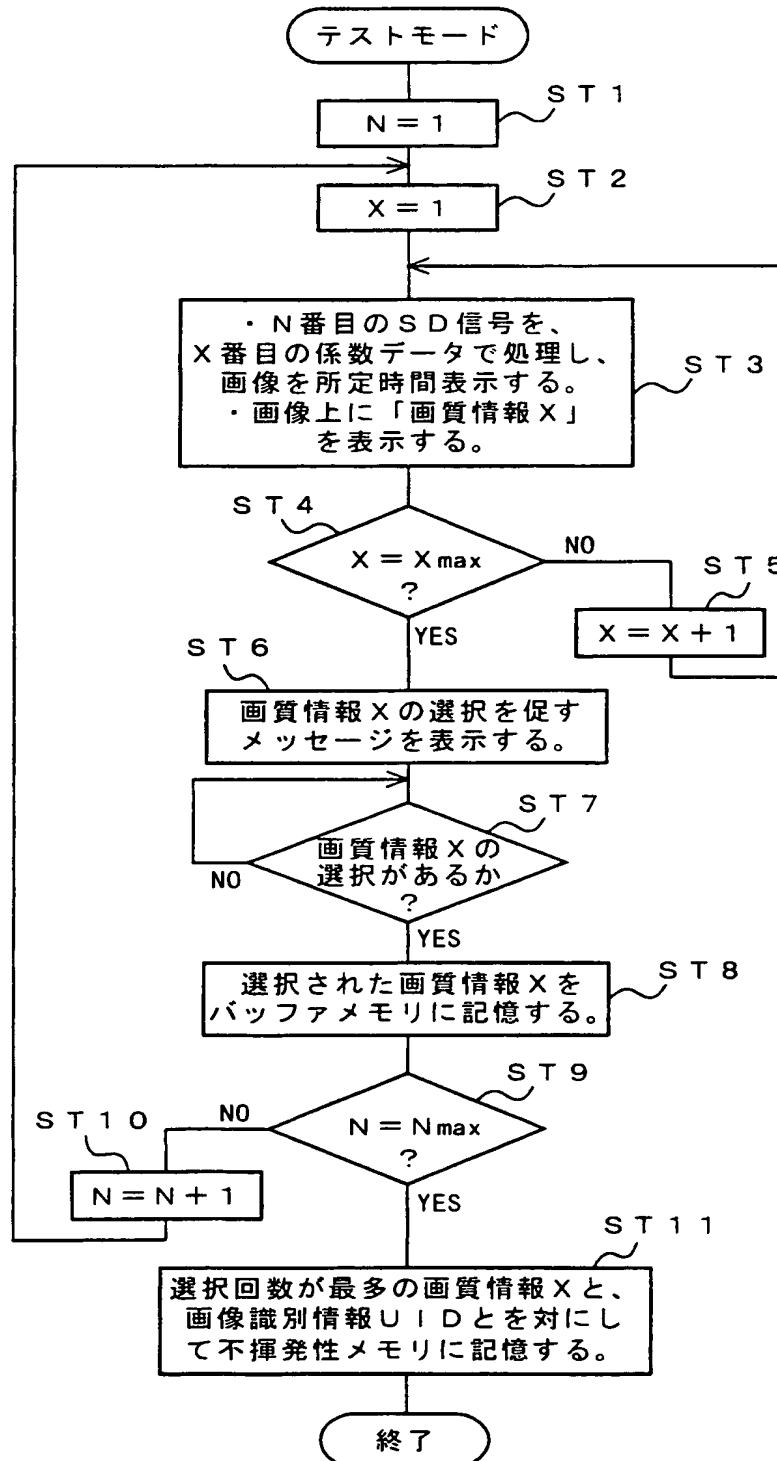 テストモード
ST1
N=1
ST2
X=1
・N番目のSD信号を、
X番目の係数データで処理し、
画像を所定時間表示する。
・画像上に「画質情報X」
を表示する。
ST3
ST4
X=Xmax
?
NO
YES
ST5
X=X+1
ST6
画質情報Xの選択を促す
メッセージを表示する。
ST7
画質情報Xの
選択があるか
?
NO
YES
選択された画質情報Xを
バッファメモリに記憶する。
ST8
ST9
N=Nmax
?
NO
YES
ST10
N=N+1
ST11
選択回数が最多の画質情報Xと、
画像識別情報UIDとを対にし
て不揮発性メモリに記憶する。
終了